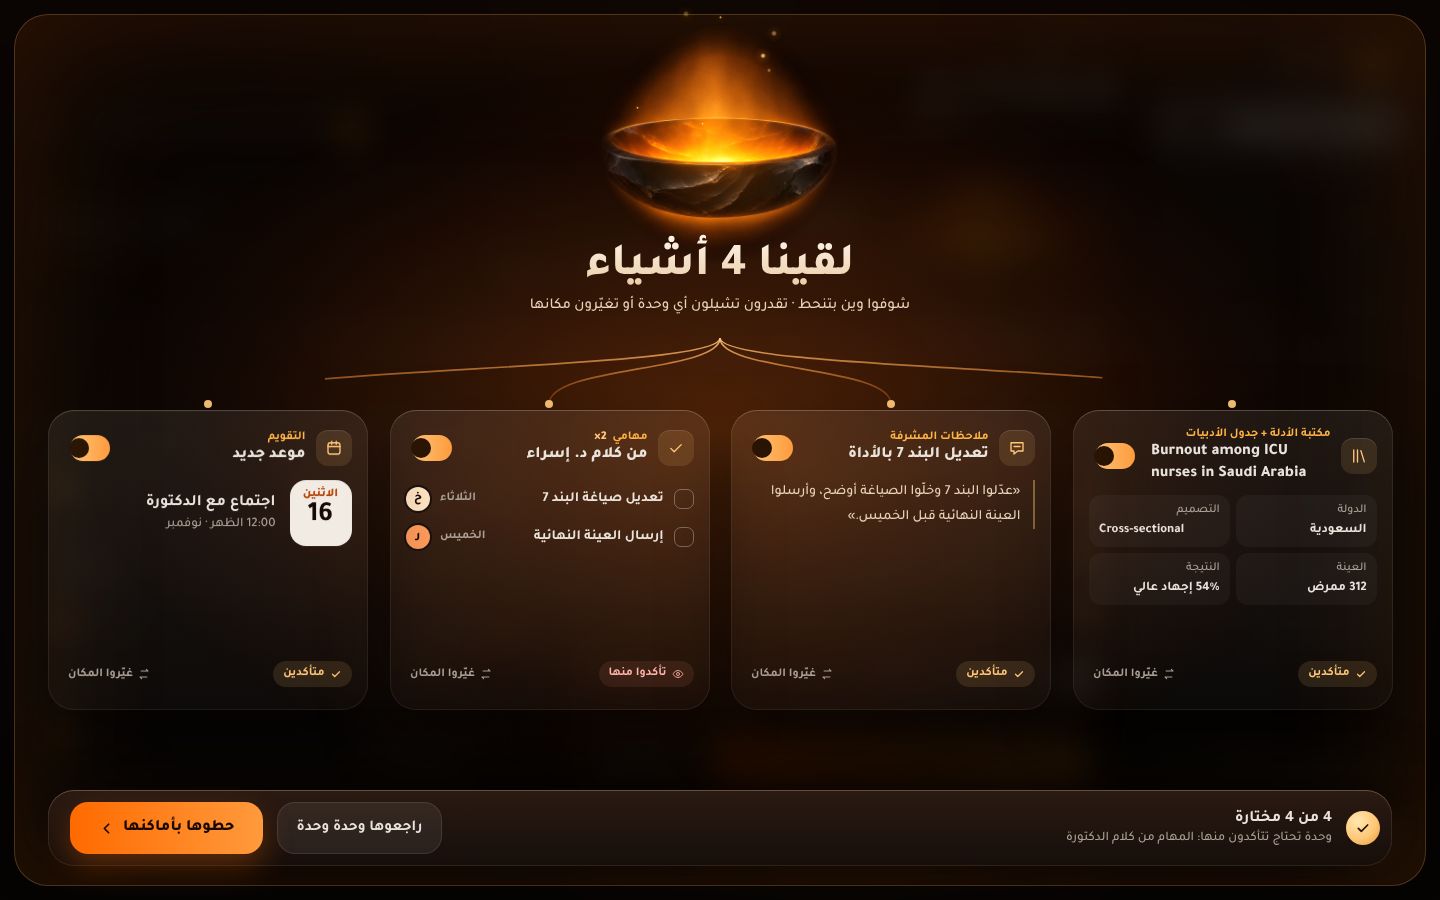 لقينا 4 أشياء
شوفوا وين بتنحط · تقدرون تشيلون أي وحدة أو تغيّرون مكانها
مكتبة الأدلة + جدول الأدبيات
Burnout among ICU
nurses in Saudi Arabia
الدولة
السعودية
التصميم
Cross-sectional
العينة
312 ممرض
النتيجة
54% إجهاد عالي
متأكدين
غيّروا المكان
ملاحظات المشرفة
تعديل البند 7 بالأداة
«عدّلوا البند 7 وخلّوا الصياغة أوضح، وأرسلوا
العينة النهائية قبل الخميس.»
متأكدين
غيّروا المكان
مهامي ×2
من كلام د. إسراء
تعديل صياغة البند 7
الثلاثاء
خ
إرسال العينة النهائية
الخميس
ر
تأكدوا منها
غيّروا المكان
التقويم
موعد جديد
الاثنين
16
اجتماع مع الدكتورة
12:00 الظهر · نوفمبر
متأكدين
غيّروا المكان
4 من 4 مختارة
وحدة تحتاج تتأكدون منها: المهام من كلام الدكتورة
راجعوها وحدة وحدة
حطوها بأماكنها